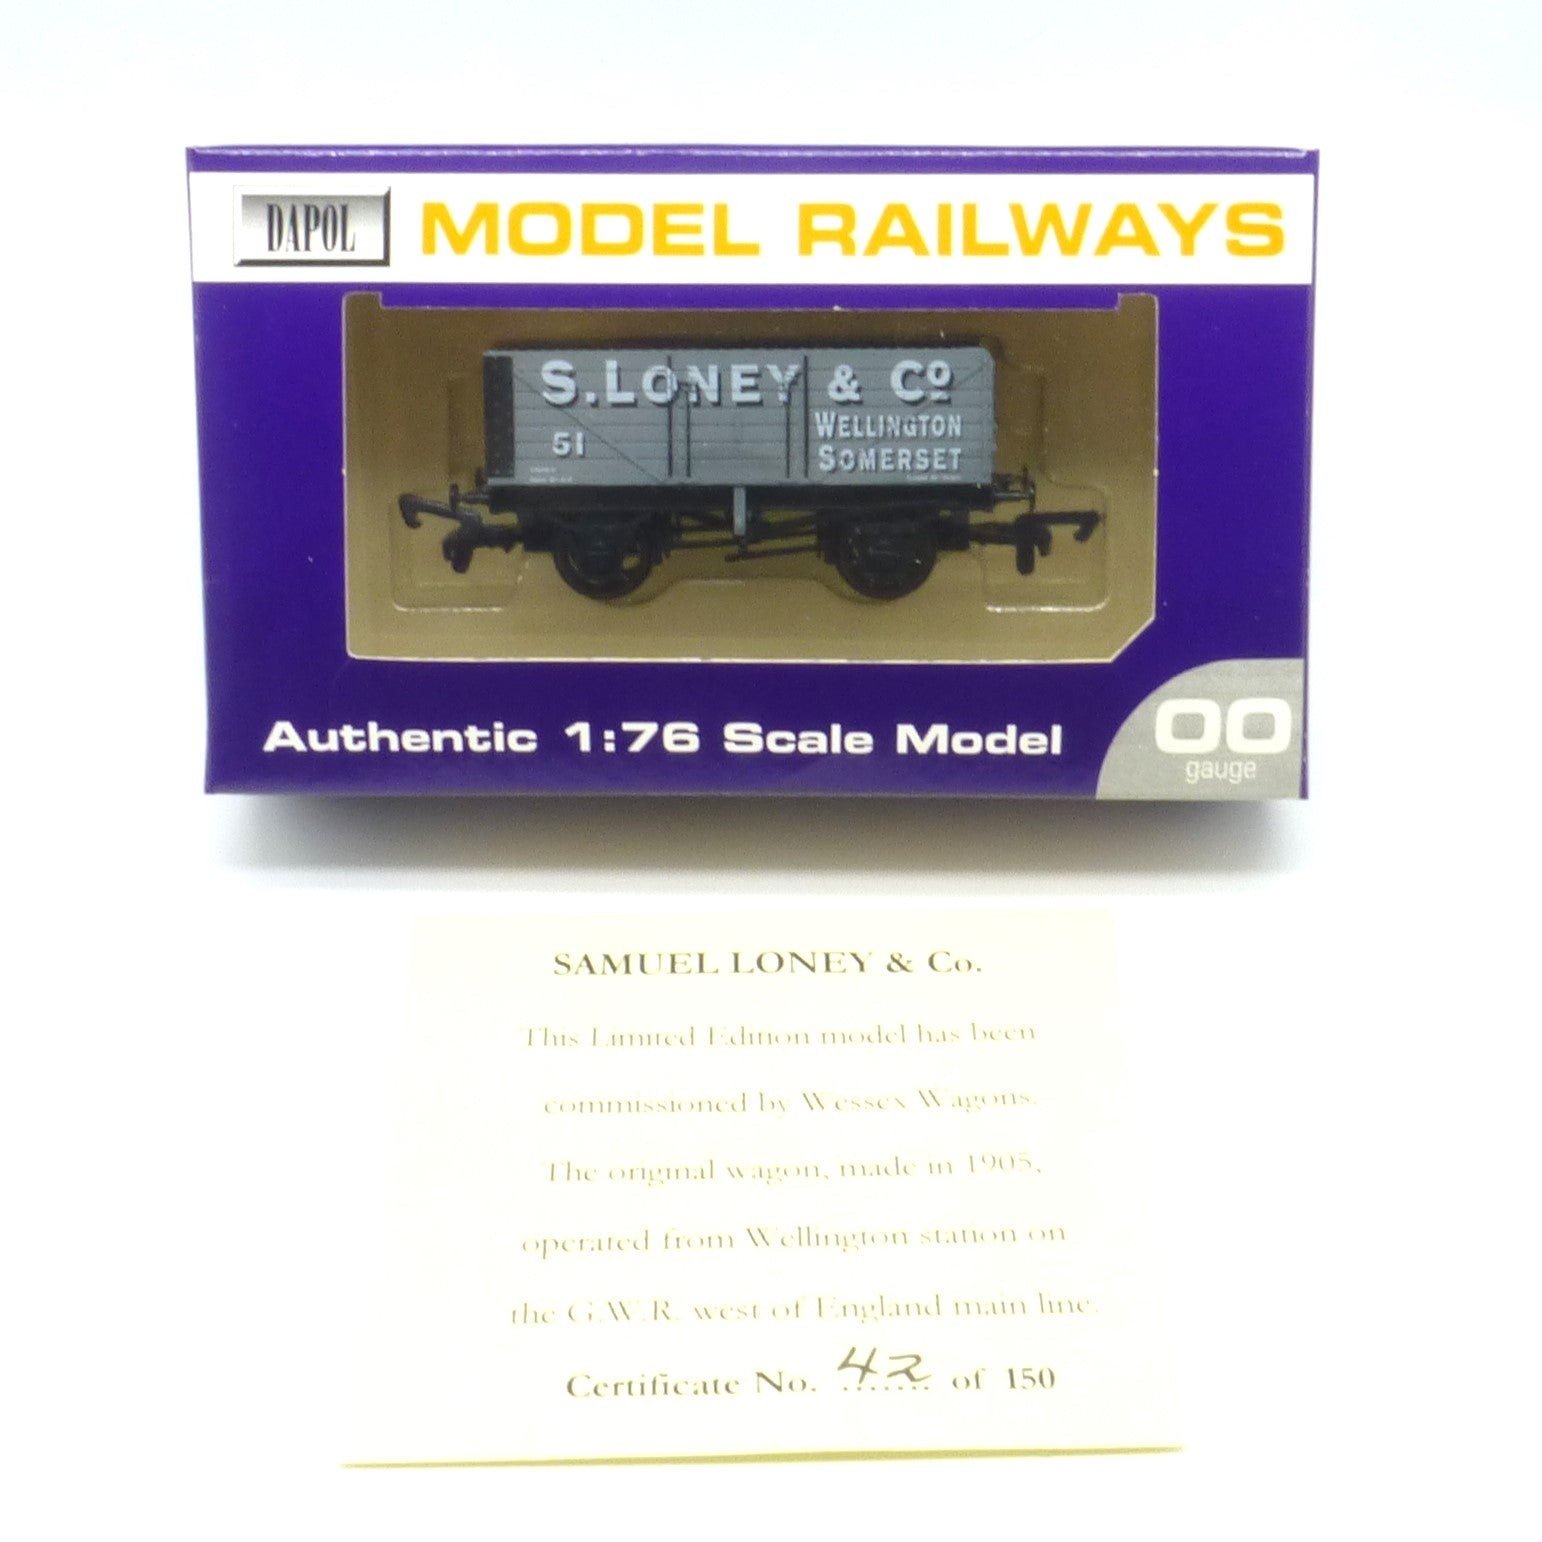 DAPOL MODEL RAILWAYS
S. LONEY & Co
51 WELLINGTON
SOMERSET
Authentic 1:76 Scale Model
OO
gauge
SAMUEL LONEY & Co.
This Limited Edition model has been
commissioned by Wessex Wagons.
The original wagon, made in 1905,
operated from Wellington station on
the G.W.R. west of England main line.
Certificate No. 42 of 150